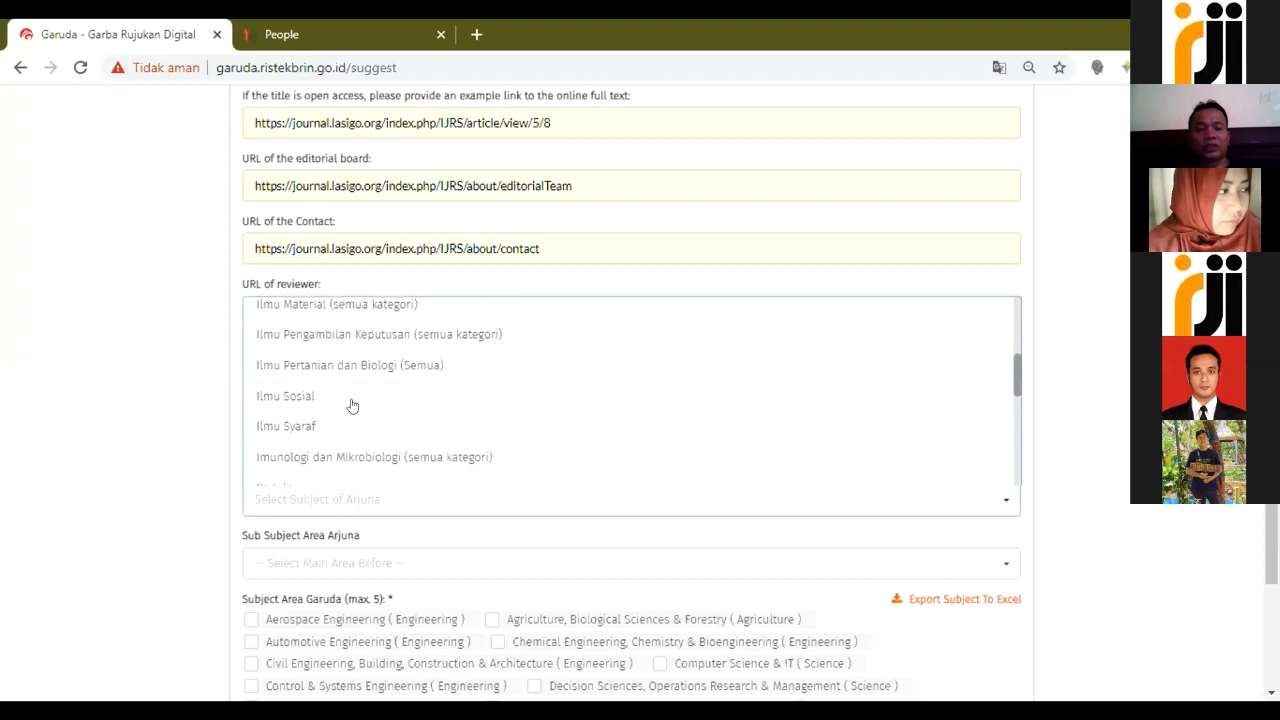 Garuda - Garba Rujukan Digital
People
Tidak aman
garuda.ristekbrin.go.id/suggest
If the title is open access, please provide an example link to the online full text:
https://journal.lasigo.org/index.php/IJRS/article/view/5/8
URL of the editorial board:
https://journal.lasigo.org/index.php/IJRS/about/editorialTeam
URL of the Contact:
https://journal.lasigo.org/index.php/IJRS/about/contact
URL of reviewer:
Ilmu Material (semua kategori)
Ilmu Pengambilan Keputusan (semua kategori)
Ilmu Pertanian dan Biologi (Semua)
Ilmu Sosial
Ilmu Syaraf
Imunologi dan Mikrobiologi (semua kategori)
Select Subject of Arjuna
Sub Subject Area Arjuna
-- Select Main Area Before --
Subject Area Garuda (max, 5): *
Export Subject To Excel
Aerospace Engineering ( Engineering )
Agriculture, Biological Sciences & Forestry ( Agriculture )
Automotive Engineering ( Engineering )
Chemical Engineering, Chemistry & Bioengineering ( Engineering )
Civil Engineering, Building, Construction & Architecture ( Engineering )
Computer Science & IT ( Science )
Control & Systems Engineering ( Engineering )
Decision Sciences, Operations Research & Management ( Science )
rji
rji